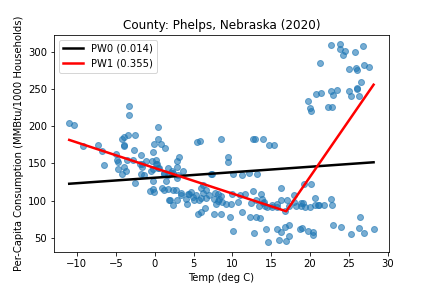 County: Phelps, Nebraska (2020)
Per-Capita Consumption (MMBtu/1000 Households)
300
250
200
150
100
50
PW0 (0.014)
PW1 (0.355)
−10 −5 0 5 10 15 20 25 30
Temp (deg C)